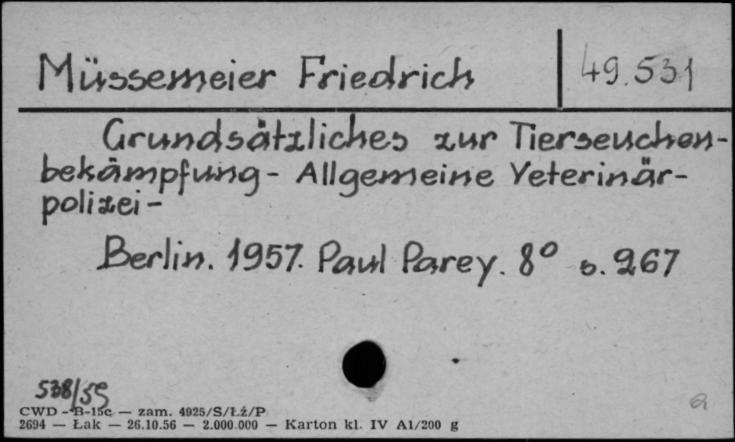 Müssemeier Friedrich 49.531
Grundsätzliches zur Tierseuchen-
bekämpfung - Allgemeine Veterinär-
polizei -
Berlin. 1957. Paul Parey. 8° s. 267
538/59
CWD - B-15c — zam. 4925/S/Łż/P
2694 — Łak — 26.10.56 — 2.000.000 — Karton kl. IV A1/200 g